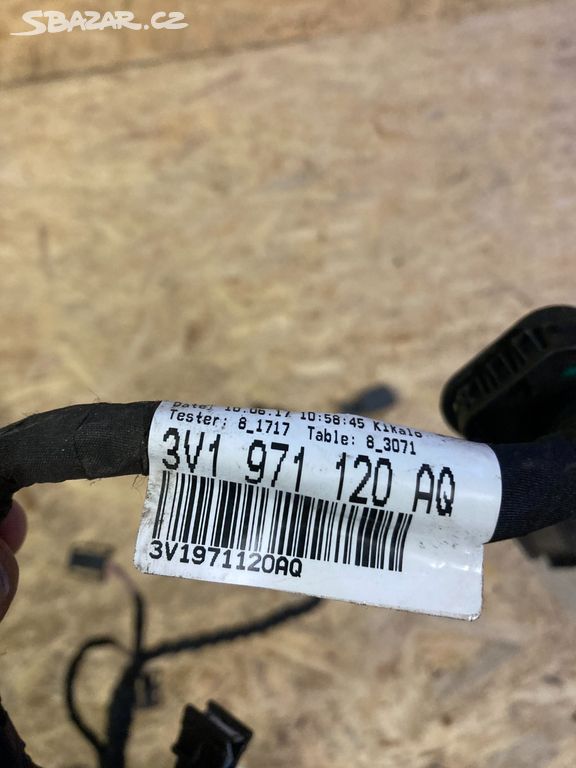 SBAZAR.CZ
Date: 16.06.17 10:58:45 Kikalo
Tester: 8_1717 Table: 8_3071
3V1 971 120 AQ
3V1971120AQ